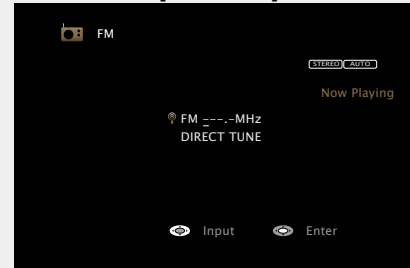 FM
STEREO AUTO
Now Playing
FM _---.-MHz
DIRECT TUNE
Input Enter